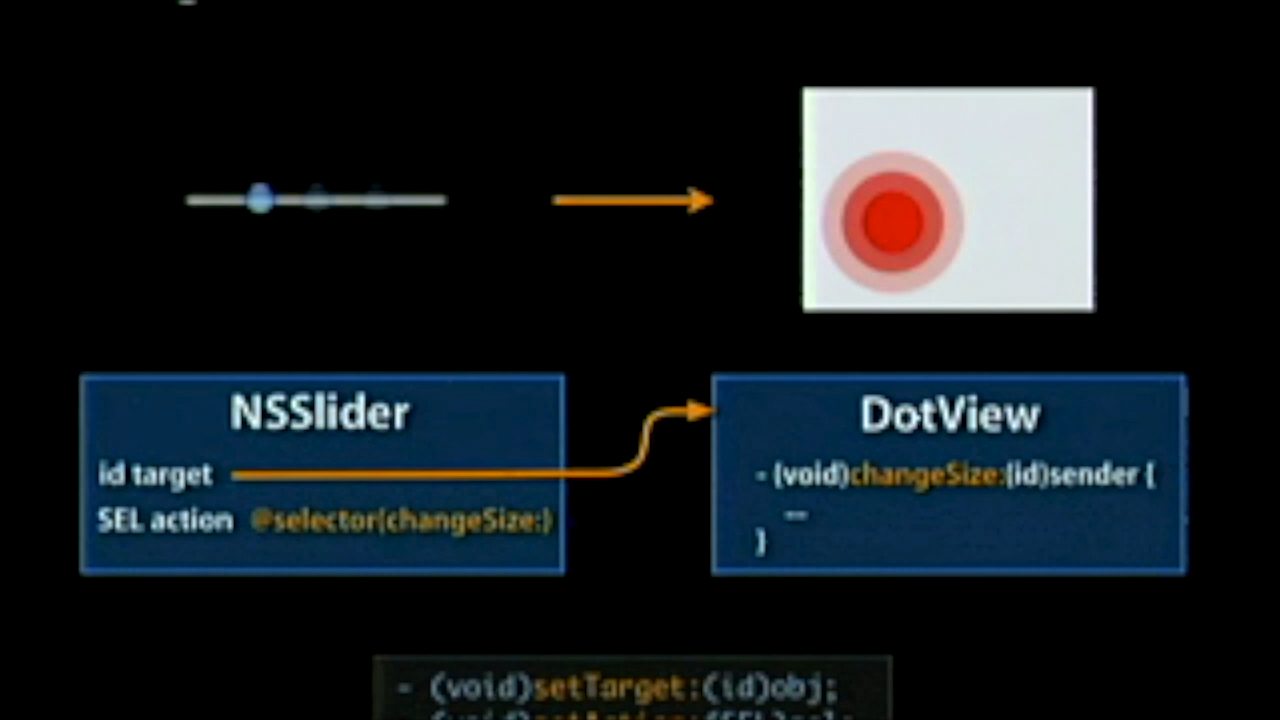 NSSlider
id target
SEL action @selector(changeSize:)
DotView
- (void)changeSize:(id)sender {
...
}
- (void)setTarget:(id)obj;